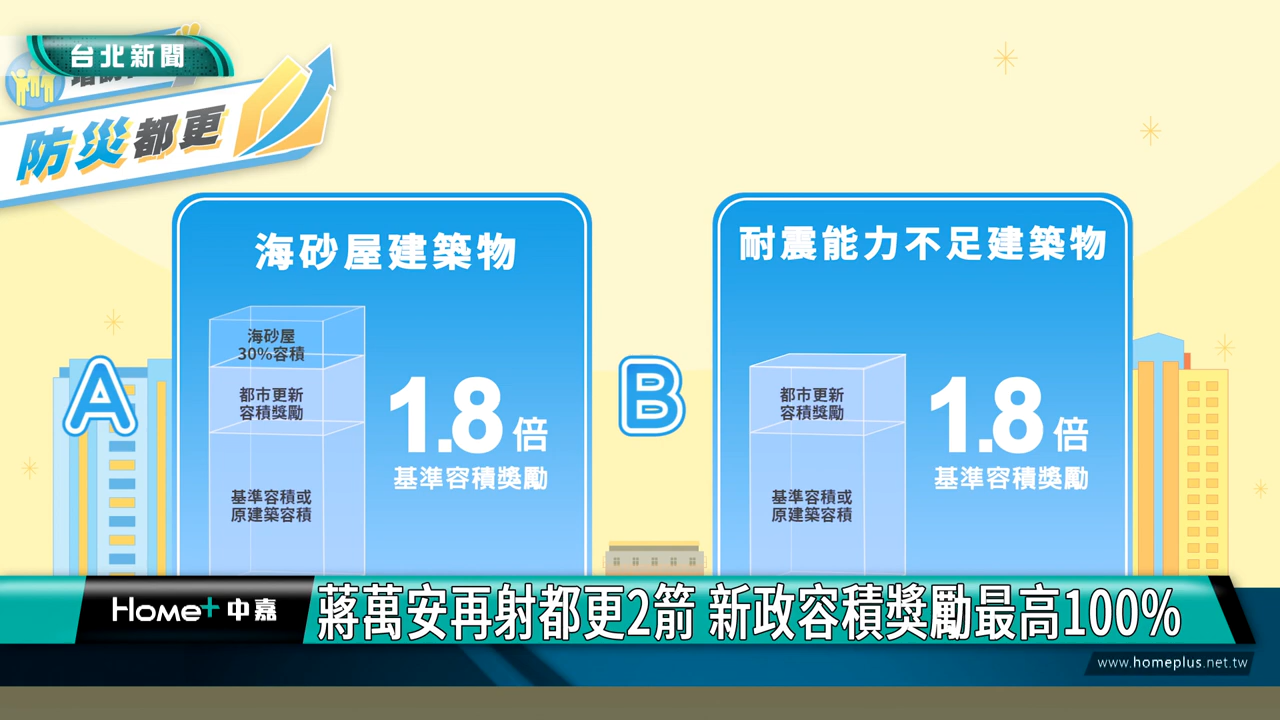 台北新聞
防災都更
海砂屋建築物
海砂屋
30%容積
都市更新
容積獎勵
基準容積或
原建築容積
A
1.8倍
基準容積獎勵
耐震能力不足建築物
都市更新
容積獎勵
基準容積或
原建築容積
B
1.8倍
基準容積獎勵
Home+中嘉
蔣萬安再射都更2箭 新政容積獎勵最高100%
www.homeplus.net.tw